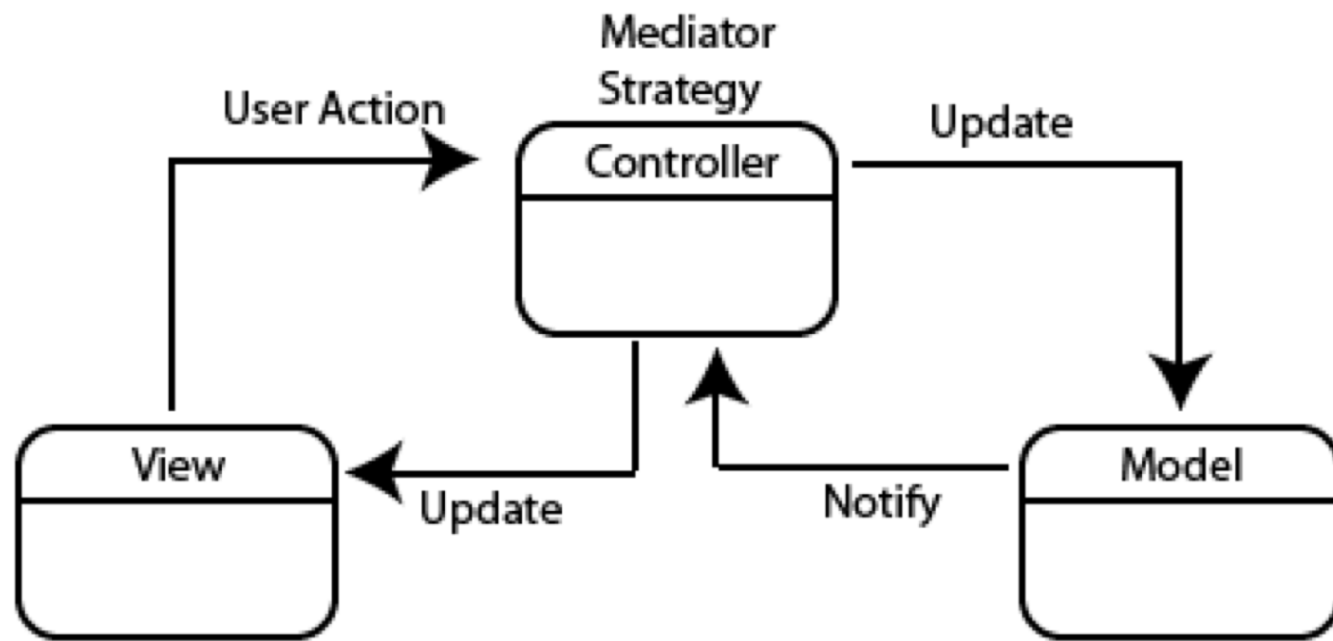 Mediator
Strategy
User Action
Update
Controller
View
Update
Notify
Model